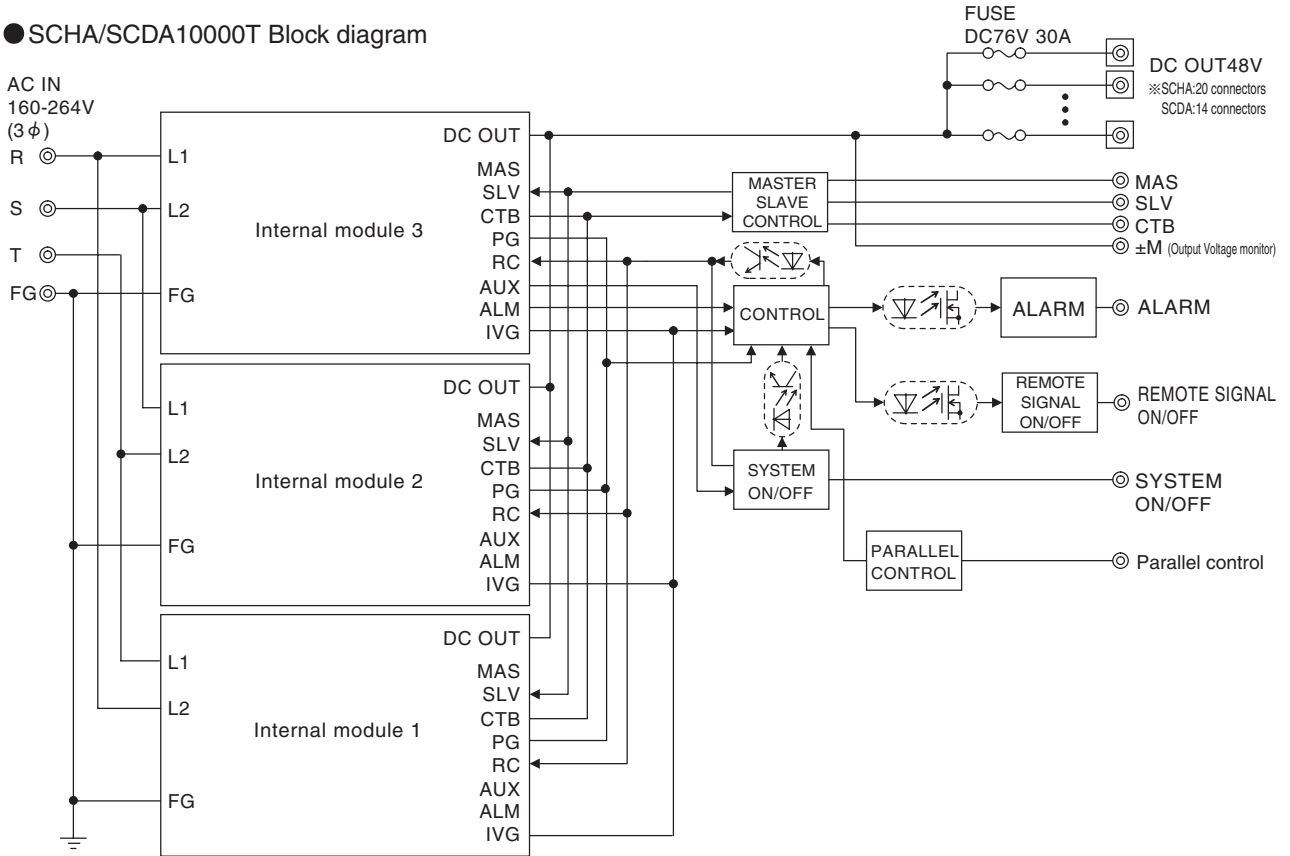 ●SCHA/SCDA10000T Block diagram
FUSE
DC76V 30A
DC OUT48V
※SCHA:20 connectors
SCDA:14 connectors
AC IN
160-264V
(3φ)
R
S
T
FG
L1
L2
FG
Internal module 3
DC OUT
MAS
SLV
CTB
PG
RC
AUX
ALM
IVG
MASTER
SLAVE
CONTROL
MAS
SLV
CTB
±M (Output Voltage monitor)
CONTROL
ALARM
ALARM
REMOTE
SIGNAL
ON/OFF
REMOTE SIGNAL
ON/OFF
SYSTEM
ON/OFF
SYSTEM
ON/OFF
PARALLEL
CONTROL
Parallel control
L1
L2
FG
Internal module 2
DC OUT
MAS
SLV
CTB
PG
RC
AUX
ALM
IVG
L1
L2
FG
Internal module 1
DC OUT
MAS
SLV
CTB
PG
RC
AUX
ALM
IVG